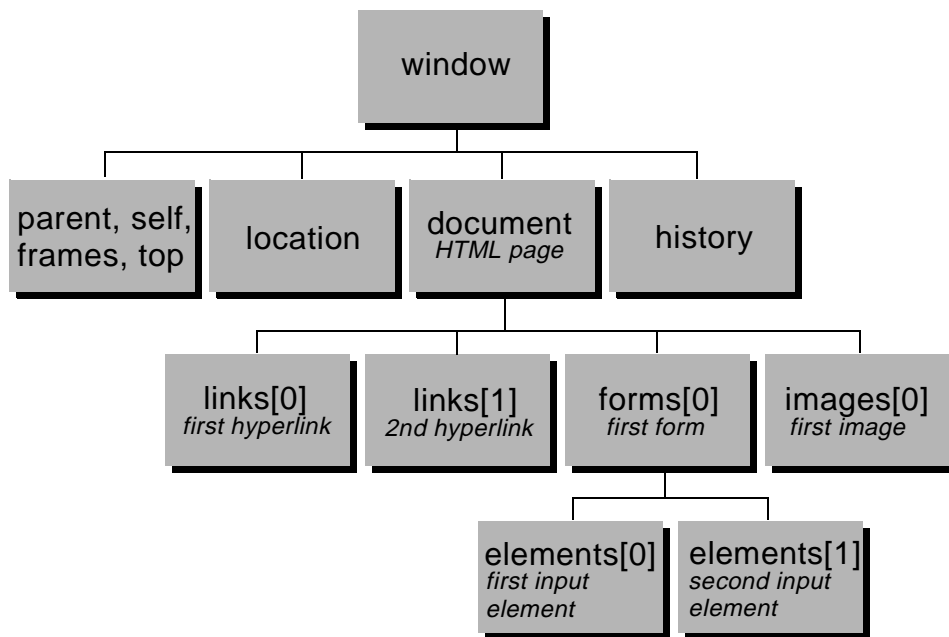 window
parent, self,
frames, top
location
document
HTML page
history
links[0]
first hyperlink
links[1]
2nd hyperlink
forms[0]
first form
images[0]
first image
elements[0]
first input
element
elements[1]
second input
element